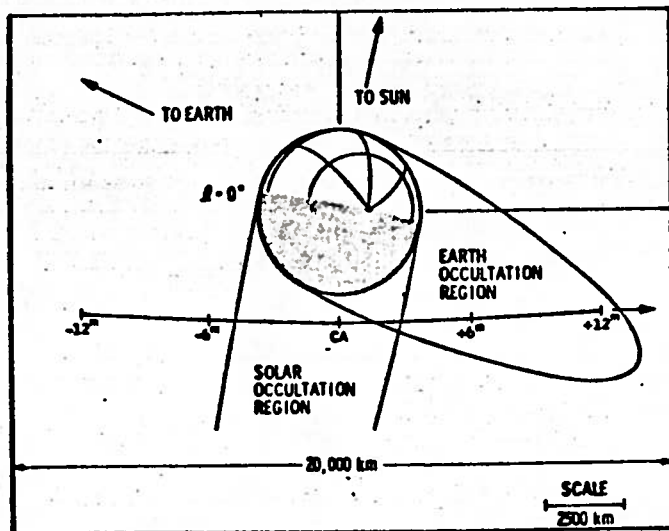 TO EARTH
TO SUN
ℓ = 0°
EARTH
OCCULTATION
REGION
-12ᵐ
-6ᵐ
CA
+6ᵐ
+12ᵐ
SOLAR
OCCULTATION
REGION
20,000 km
SCALE
2500 km